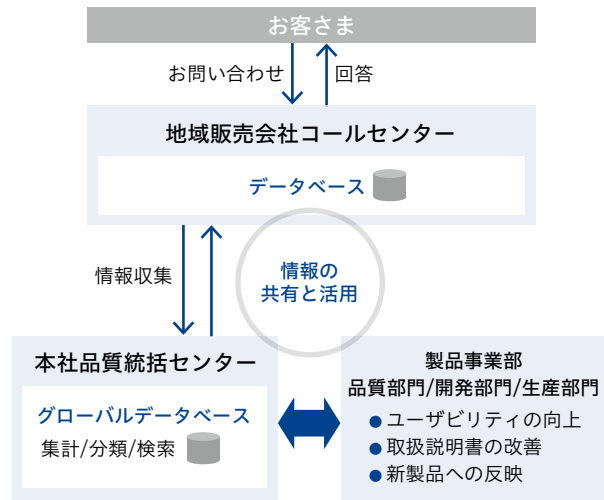 お客さま
お問い合わせ
回答
地域販売会社コールセンター
データベース
情報収集
情報の
共有と活用
本社品質統括センター
グローバルデータベース
集計/分類/検索
製品事業部
品質部門/開発部門/生産部門
●ユーザビリティの向上
●取扱説明書の改善
●新製品への反映